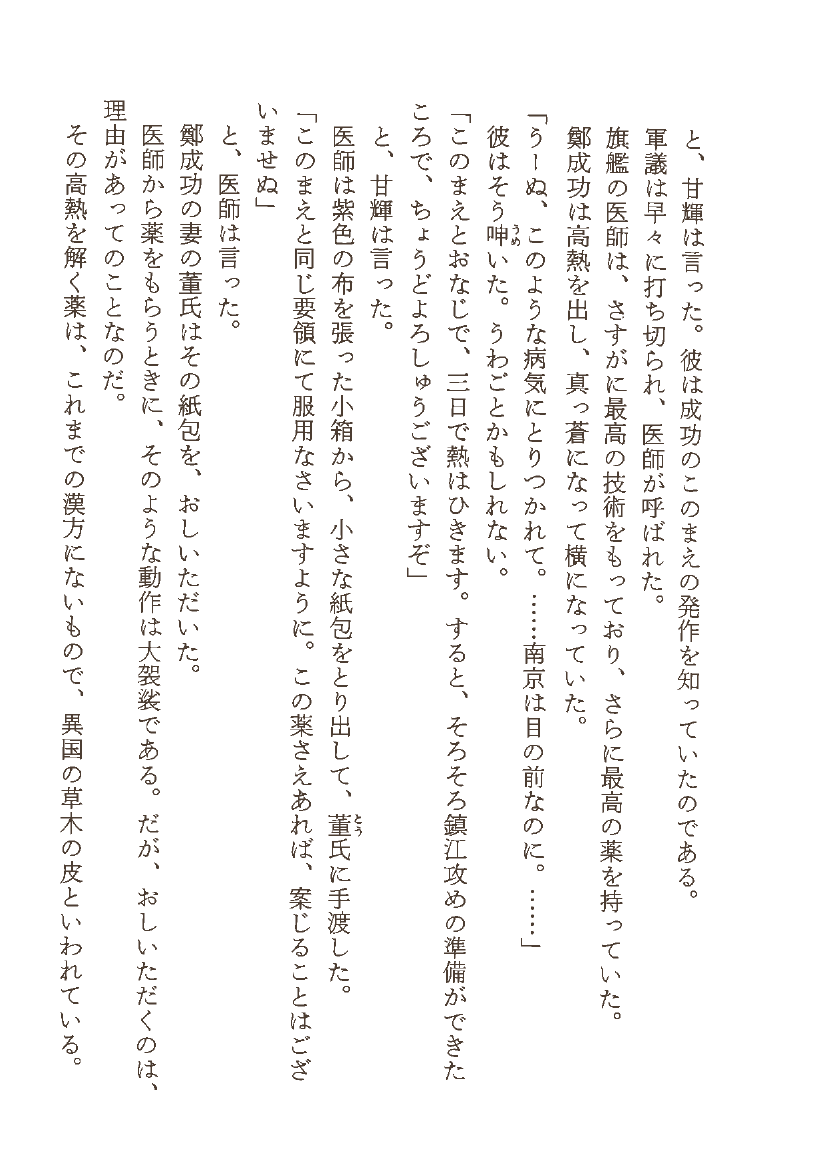 と、甘輝は言った。彼は成功のこのまえの発作を知っていたのである。
軍議は早々に打ち切られ、医師が呼ばれた。
旗艦の医師は、さすがに最高の技術をもっており、さらに最高の薬を持っていた。
鄭成功は高熱を出し、真っ蒼になって横になっていた。
「うーぬ、このような病気にとりつかれて。……南京は目の前なのに。……」
彼はそう呻いた。うわごとかもしれない。
「このまえとおなじで、三日で熱はひきます。すると、そろそろ鎮江攻めの準備ができた
ころで、ちょうどよろしゅうございますぞ」
と、甘輝は言った。
医師は紫色の布を張った小箱から、小さな紙包をとり出して、董氏に手渡した。
「このまえと同じ要領にて服用なさいますように。この薬さえあれば、案じることはござ
いませぬ」
と、医師は言った。
鄭成功の妻の董氏はその紙包を、おしいただいた。
医師から薬をもらうときに、そのような動作は大袈裟である。だが、おしいただくのは、
理由があってのことなのだ。
その高熱を解く薬は、これまでの漢方にないもので、異国の草木の皮といわれている。